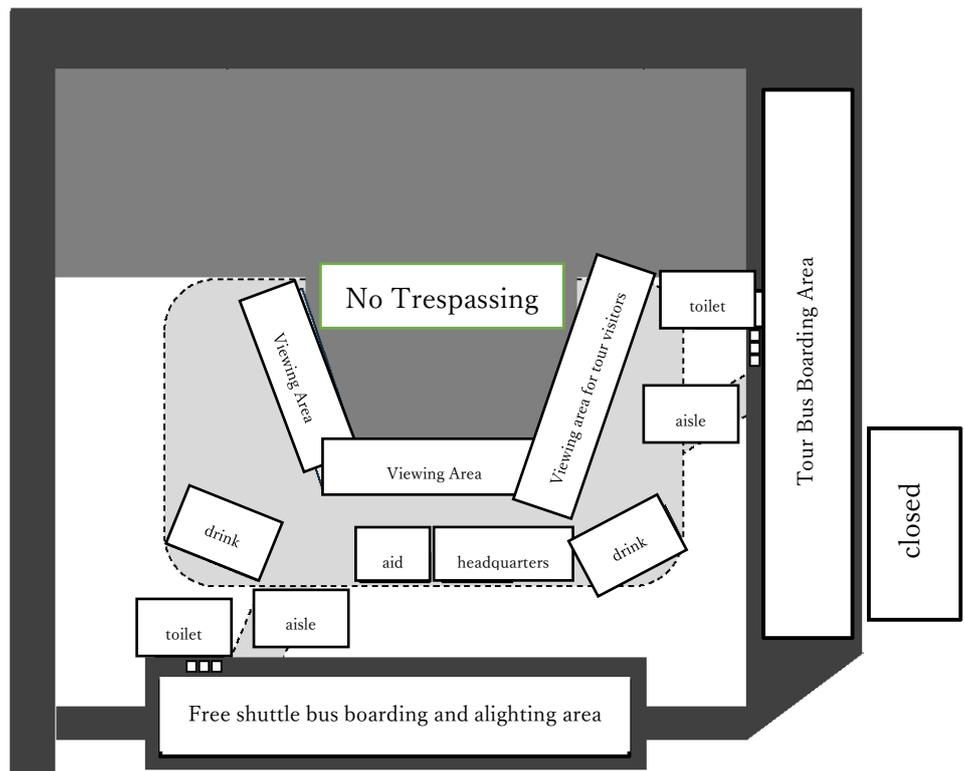 No Trespassing
toilet
Viewing Area
Viewing area for tour visitors
Tour Bus Boarding Area
aisle
closed
Viewing Area
drink
aid
headquarters
drink
toilet
aisle
Free shuttle bus boarding and alighting area